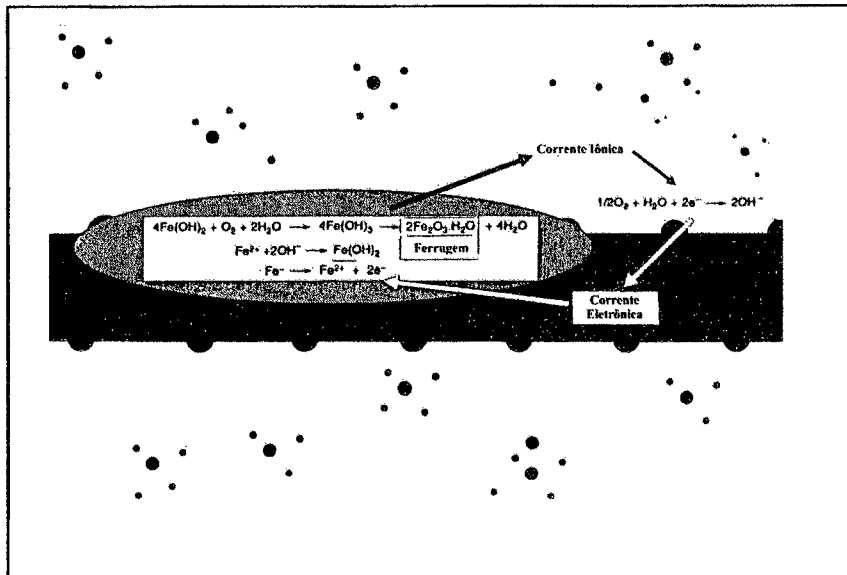 Corrente Iônica
1/2O₂ + H₂O + 2e⁻ → 2OH⁻
4Fe(OH)₂ + O₂ + 2H₂O → 4Fe(OH)₃ → 2Fe₂O₃.H₂O + 4H₂O
Ferrugem
Fe²⁺ +2OH⁻ → Fe(OH)₂
Fe⁻ → Fe²⁺ + 2e⁻
Corrente
Eletrônica